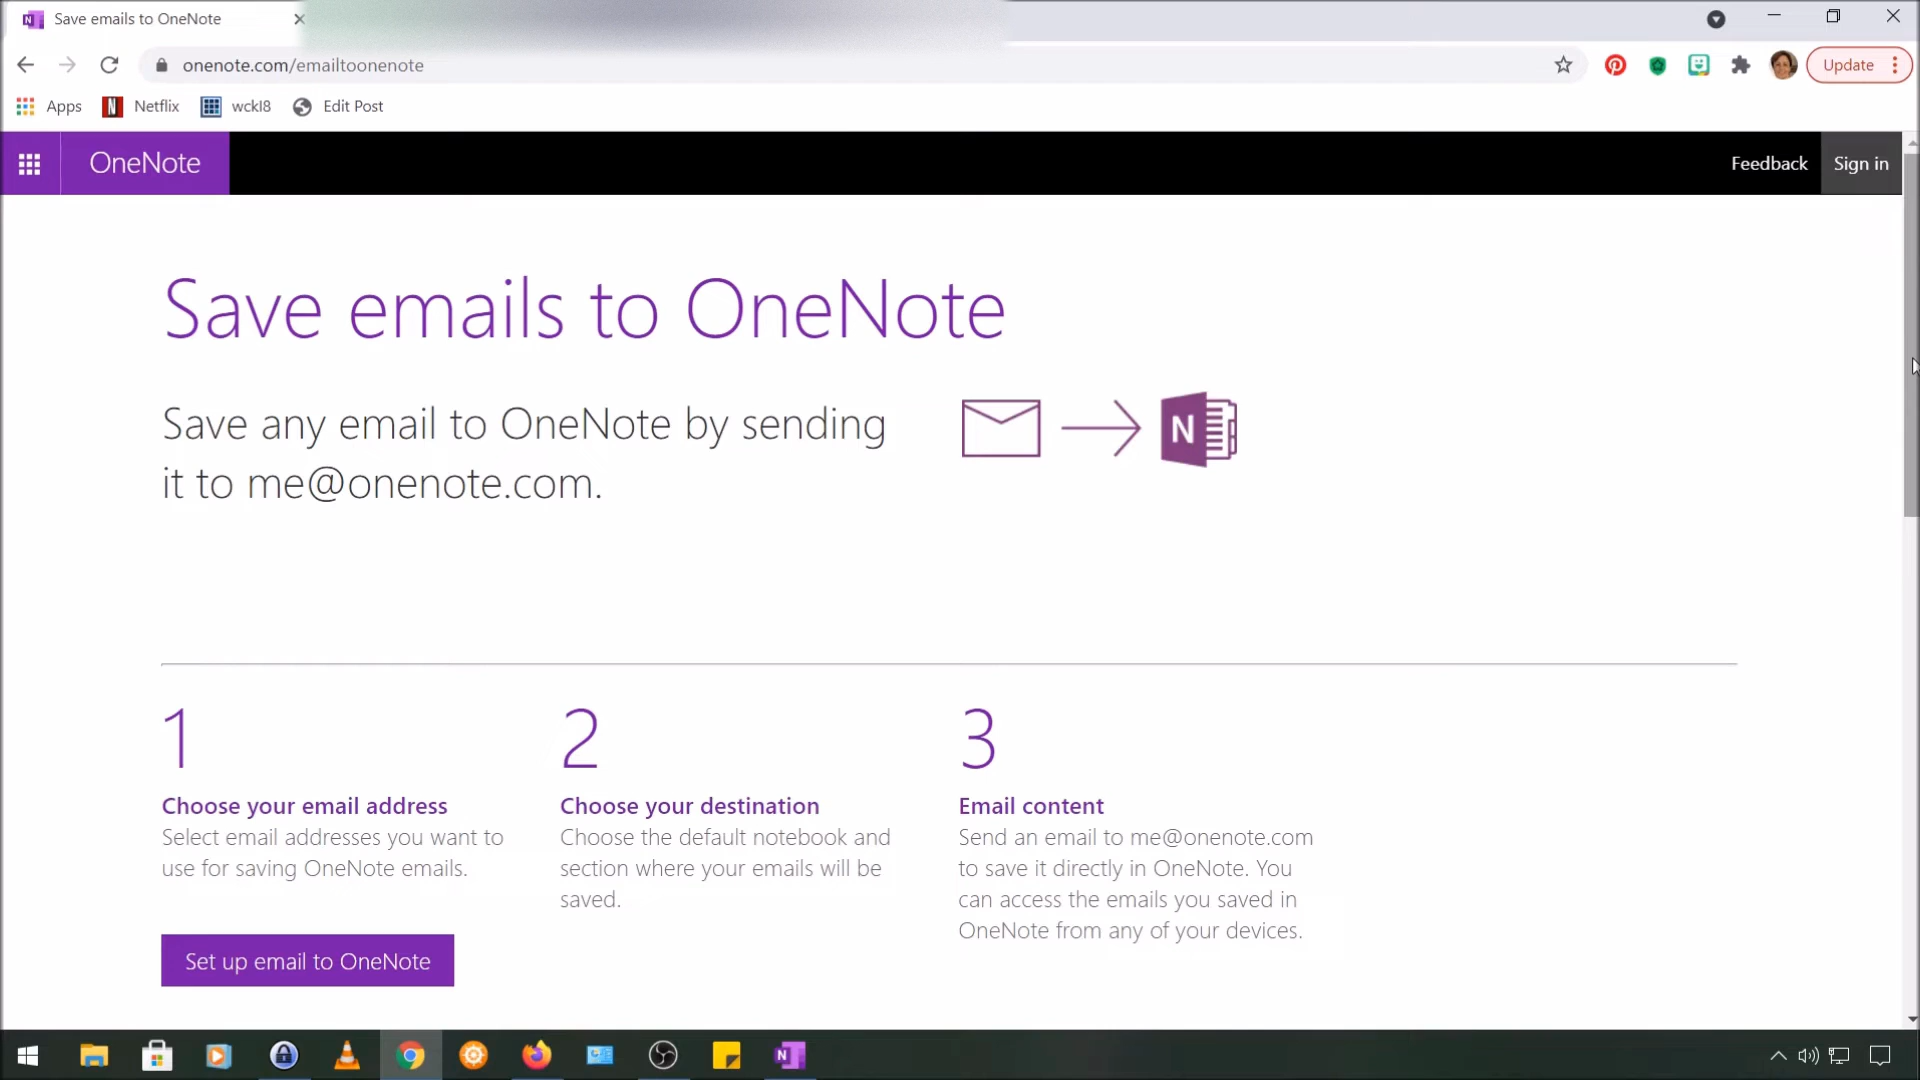 Save emails to OneNote
onenote.com/emailtoonenote
Update
Apps
Netflix
wckl8
Edit Post
OneNote
Feedback
Sign in
Save emails to OneNote
Save any email to OneNote by sending
it to me@onenote.com.
N
1
Choose your email address
Select email addresses you want to
use for saving OneNote emails.
Set up email to OneNote
2
Choose your destination
Choose the default notebook and
section where your emails will be
saved.
3
Email content
Send an email to me@onenote.com
to save it directly in OneNote. You
can access the emails you saved in
OneNote from any of your devices.